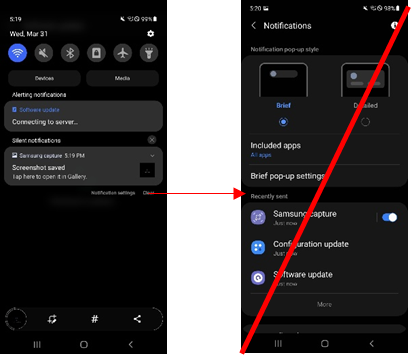 5:19
98%
Wed, Mar 31
Devices
Media
Alerting notifications
Software update
Connecting to server...
Silent notifications
Samsung capture 5:19 PM
Screenshot saved
Tap here to open it in Gallery.
Notification settings
Clear
5:20
98%
Notifications
Notification pop-up style
Brief
Detailed
Included apps
All apps
Brief pop-up settings
Recently sent
Samsung capture
Just now
Configuration update
Just now
Software update
Just now
More